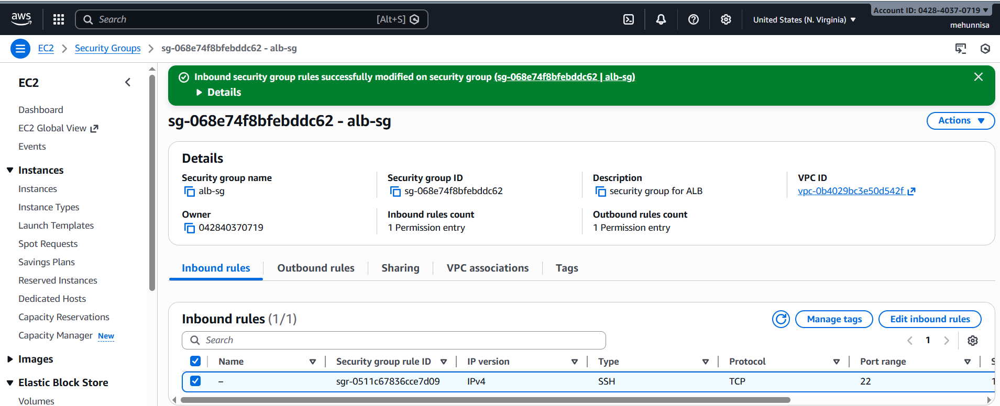 aws
Search [Alt+S]
United States (N. Virginia)
Account ID: 0428-4037-0719
mehunnisa
EC2
Security Groups
sg-068e74f8bfebddc62 - alb-sg
EC2
Dashboard
EC2 Global View
Events
Instances
Instances
Instance Types
Launch Templates
Spot Requests
Savings Plans
Reserved Instances
Dedicated Hosts
Capacity Reservations
Capacity Manager New
Images
Elastic Block Store
Volumes
Inbound security group rules successfully modified on security group (sg-068e74f8bfebddc62 | alb-sg)
Details
sg-068e74f8bfebddc62 - alb-sg
Actions
Details
Security group name
alb-sg
Security group ID
sg-068e74f8bfebddc62
Description
security group for ALB
VPC ID
vpc-0b4029bc3e50d542f
Owner
042840370719
Inbound rules count
1 Permission entry
Outbound rules count
1 Permission entry
Inbound rules Outbound rules Sharing VPC associations Tags
Inbound rules (1/1)
Manage tags
Edit inbound rules
Search
1
Name Security group rule ID IP version Type Protocol Port range S
– sgr-0511c67836cce7d09 IPv4 SSH TCP 22 1